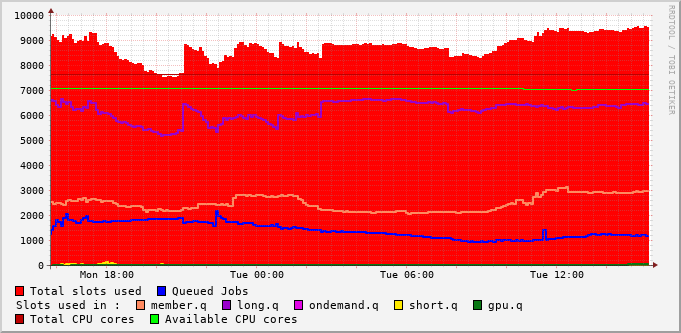 10000
9000
8000
7000
6000
5000
4000
3000
2000
1000
0
Mon 18:00 Tue 00:00 Tue 06:00 Tue 12:00
Total slots used Queued Jobs
Slots used in : member.q long.q ondemand.q short.q gpu.q
Total CPU cores Available CPU cores
RRDTOOL / TOBI OETIKER